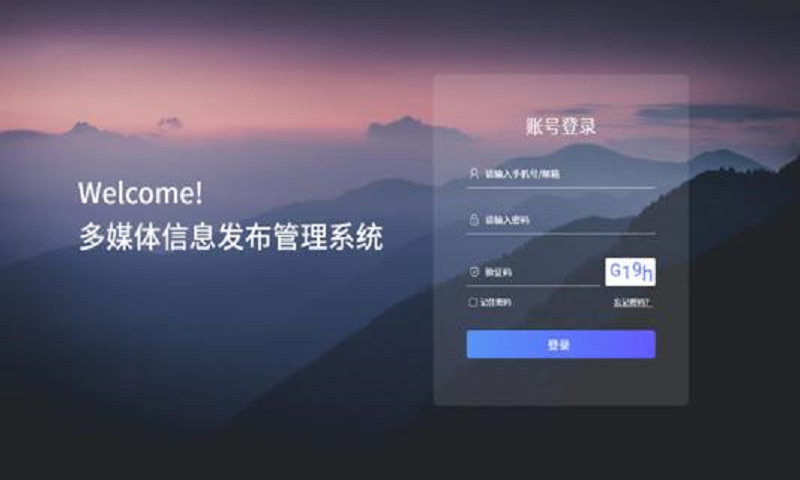 Welcome!
多媒体信息发布管理系统
账号登录
请输入手机号/邮箱
请输入密码
验证码
G19h
记住密码
忘记密码?
登录